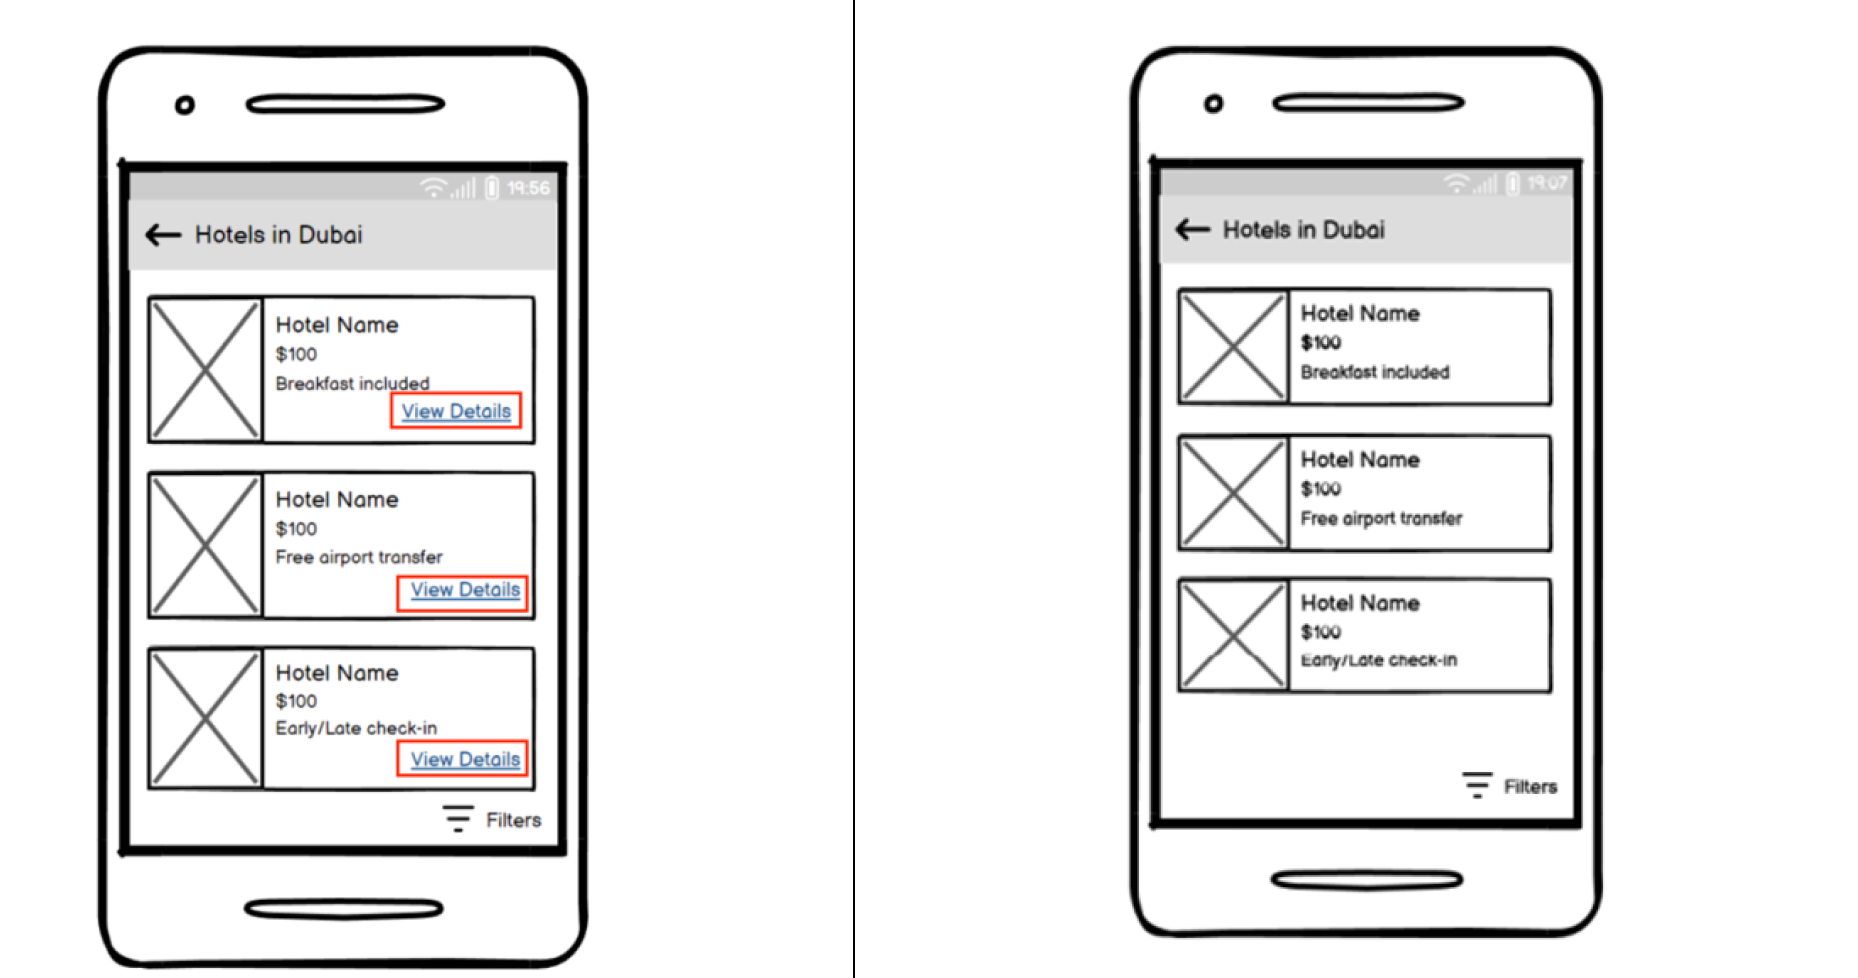 19:56
Hotels in Dubai
Hotel Name
$100
Breakfast included
View Details
Hotel Name
$100
Free airport transfer
View Details
Hotel Name
$100
Early/Late check-in
View Details
Filters
19:07
Hotels in Dubai
Hotel Name
$100
Breakfast included
Hotel Name
$100
Free airport transfer
Hotel Name
$100
Early/Late check-in
Filters